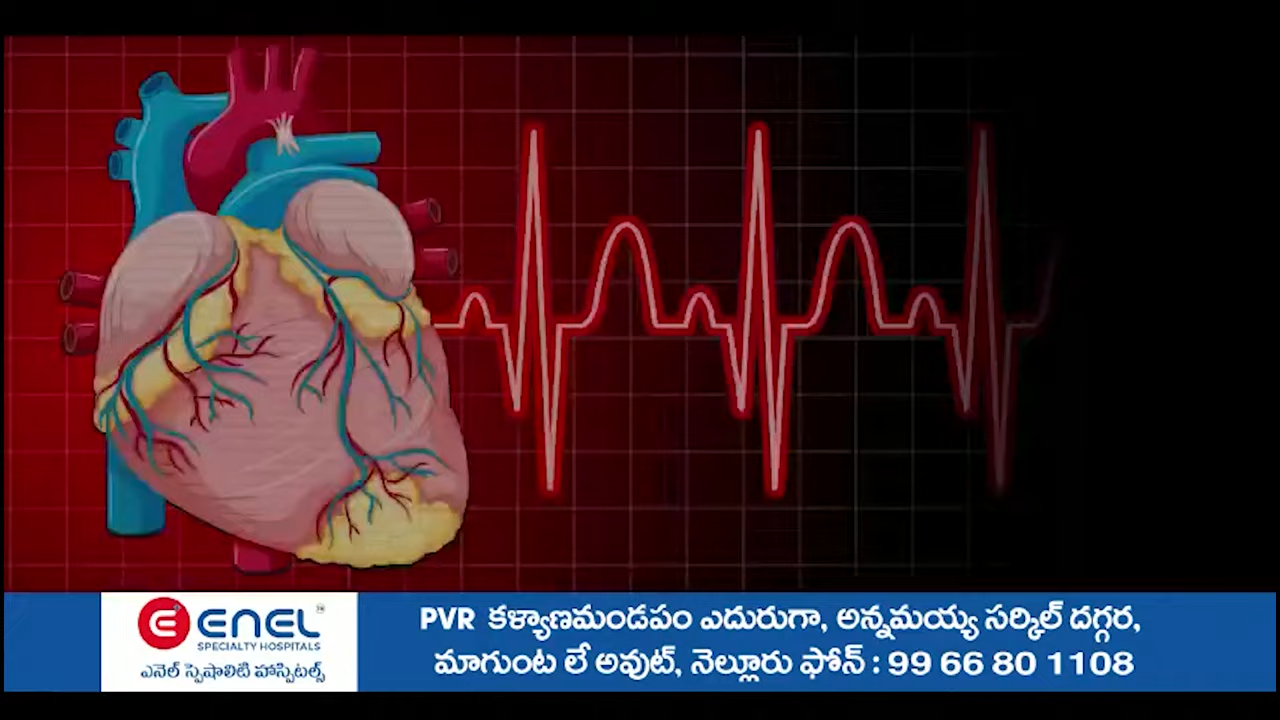 ENEL
SPECIALTY HOSPITALS
ఎనెల్ స్పెషాలిటి హాస్పిటల్స్
PVR కళ్యాణమండపం ఎదురుగా, అన్నమయ్య సర్కిల్ దగ్గర,
మాగుంట లే అవుట్, నెల్లూరు ఫోన్ : 99 66 80 1108